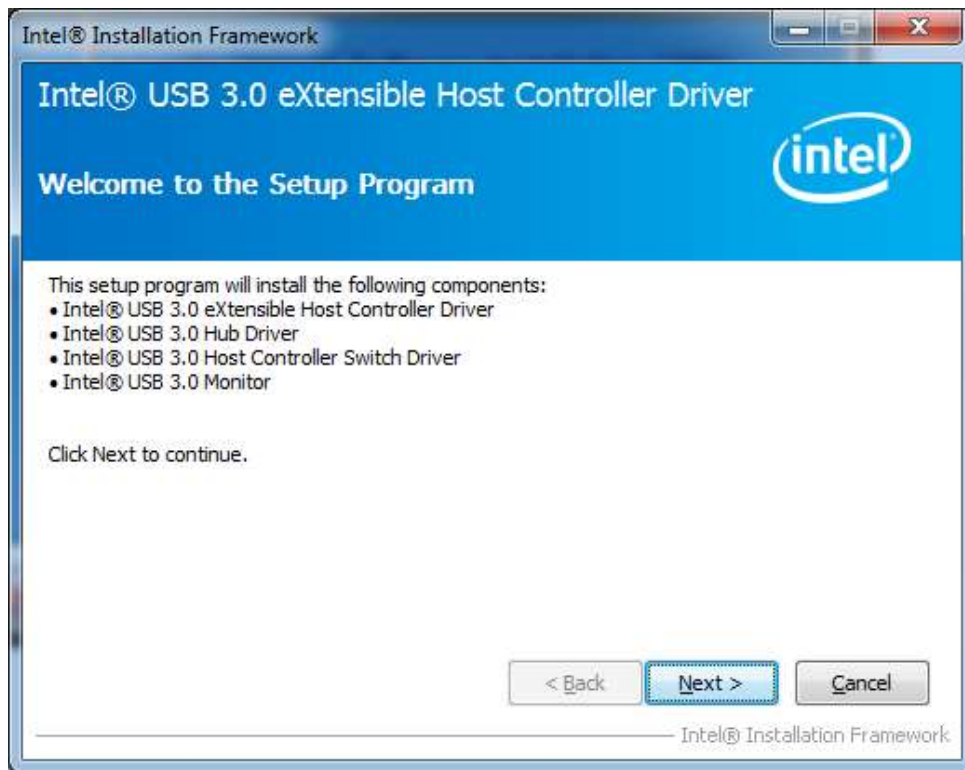 Intel® Installation Framework
Intel® USB 3.0 eXtensible Host Controller Driver
intel
Welcome to the Setup Program
This setup program will install the following components:
• Intel® USB 3.0 eXtensible Host Controller Driver
• Intel® USB 3.0 Hub Driver
• Intel® USB 3.0 Host Controller Switch Driver
• Intel® USB 3.0 Monitor
Click Next to continue.
< Back Next > Cancel
Intel® Installation Framework